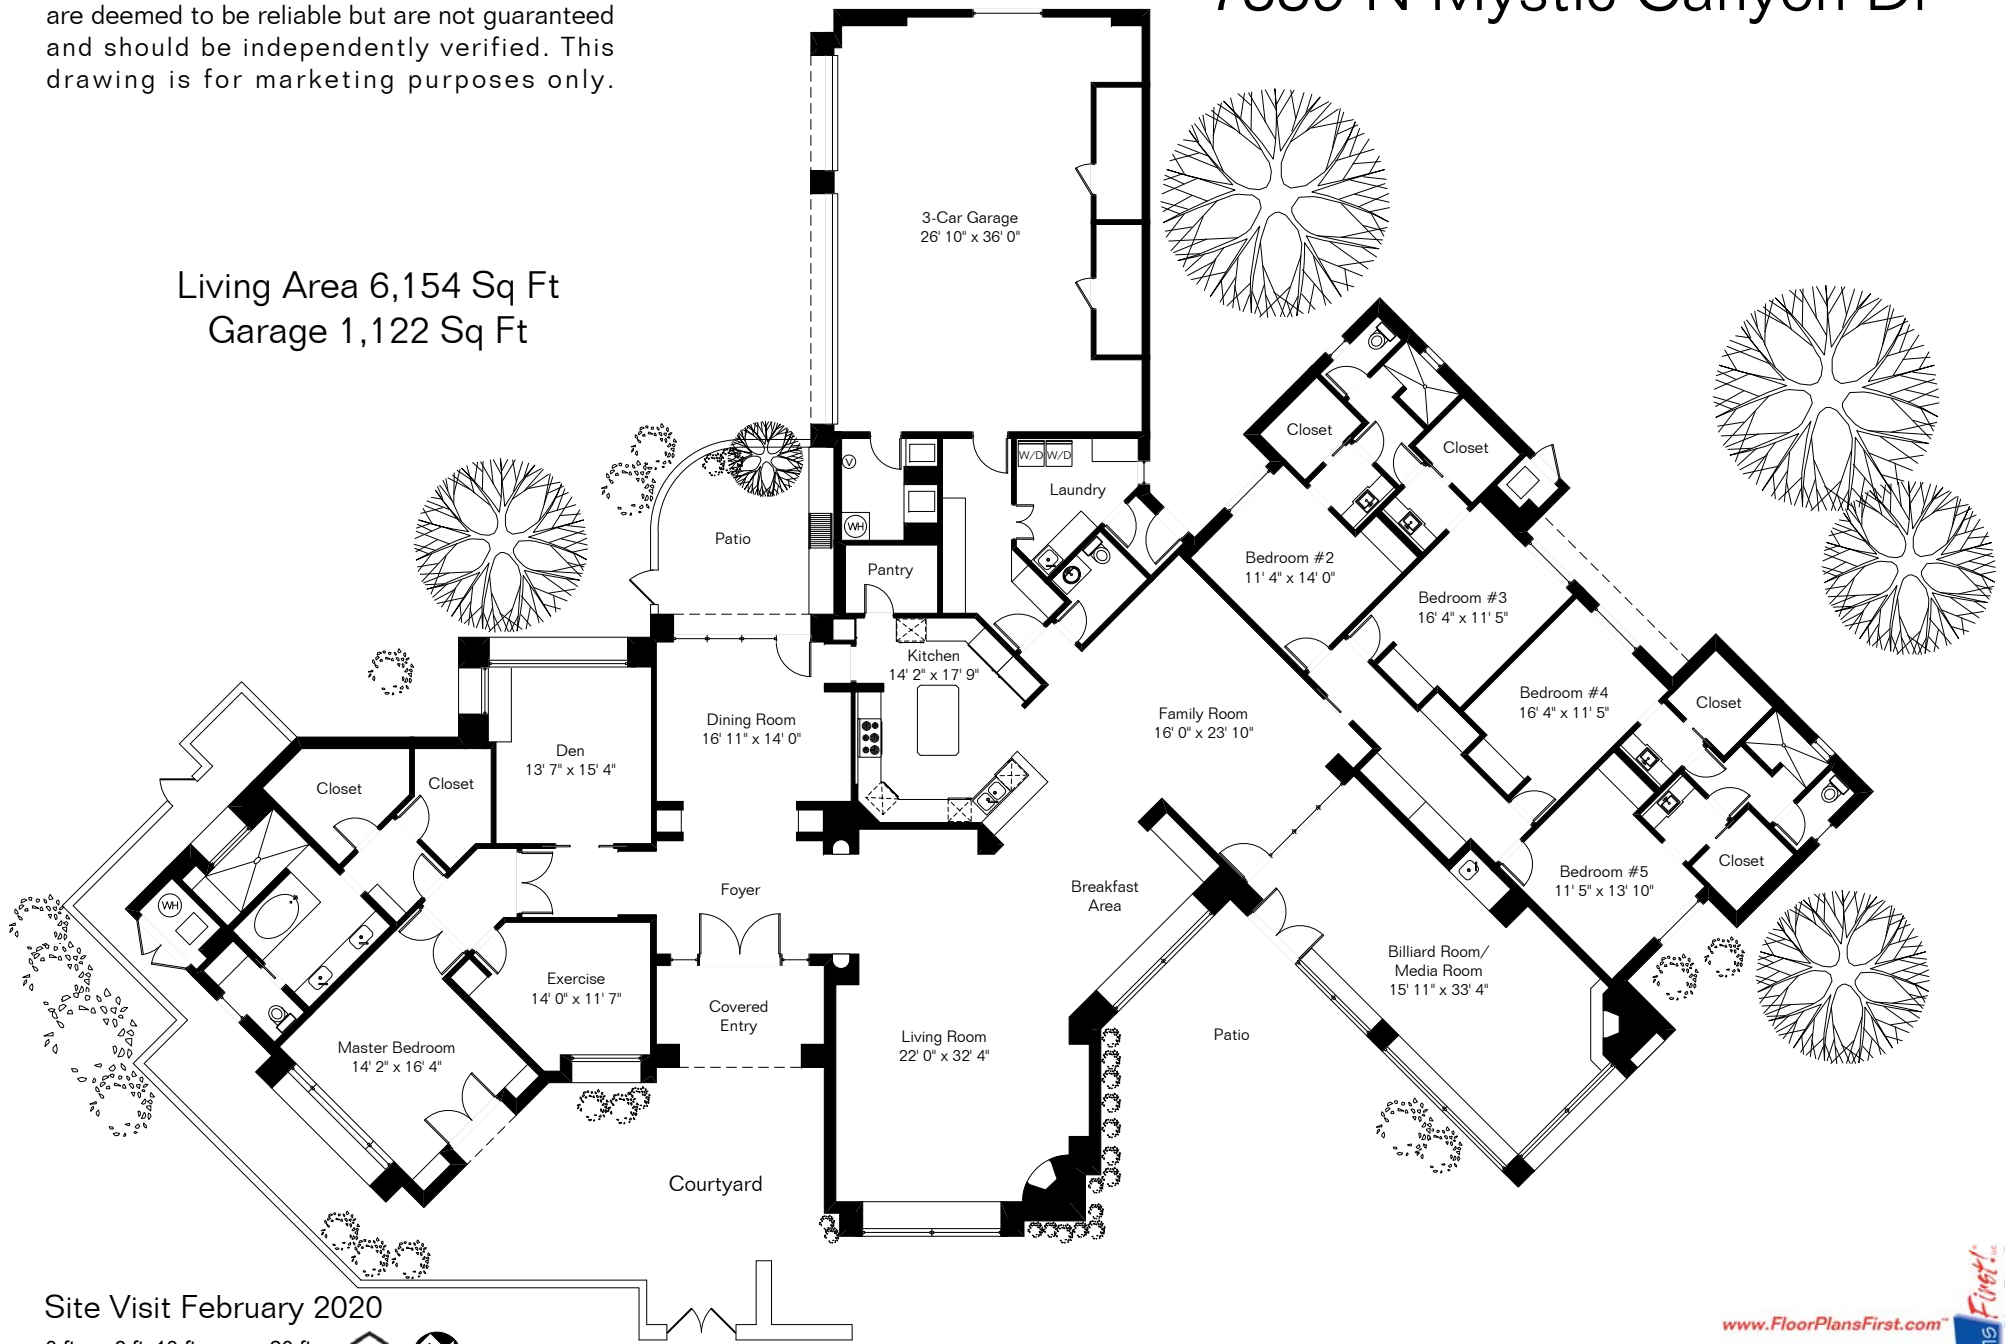 are deemed to be reliable but are not guaranteed
and should be independently verified. This
drawing is for marketing purposes only.
Living Area 6,154 Sq Ft
Garage 1,122 Sq Ft
3-Car Garage
26' 10" x 36' 0"
Closet
Closet
W/D W/D
Laundry
V
WH
Patio
Pantry
Bedroom #2
11' 4" x 14' 0"
Bedroom #3
16' 4" x 11' 5"
Kitchen
14' 2" x 17' 9"
Bedroom #4
16' 4" x 11' 5"
Closet
Family Room
16' 0" x 23' 10"
Dining Room
16' 11" x 14' 0"
Den
13' 7" x 15' 4"
Closet
Closet
Closet
Bedroom #5
11' 5" x 13' 10"
Foyer
Breakfast
Area
WH
Billiard Room/
Media Room
15' 11" x 33' 4"
Exercise
14' 0" x 11' 7"
Covered
Entry
Living Room
22' 0" x 32' 4"
Patio
Master Bedroom
14' 2" x 16' 4"
Courtyard
Site Visit February 2020
www.FloorPlansFirst.com
First!